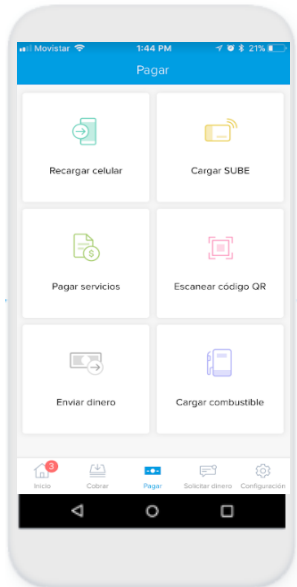 Movistar 1:44 PM 21%
Pagar
Recargar celular Cargar SUBE
Pagar servicios Escanear código QR
Enviar dinero Cargar combustible
3
Inicio Cobrar Pagar Solicitar dinero Configuración